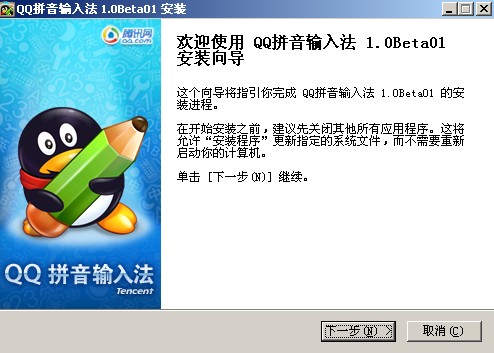 QQ拼音输入法 1.0Beta01 安装
腾讯网
QQ.com
欢迎使用 QQ拼音输入法 1.0Beta01
安装向导
这个向导将指引你完成 QQ拼音输入法 1.0Beta01 的安
装进程。
在开始安装之前，建议先关闭其他所有应用程序。这将
允许“安装程序”更新指定的系统文件，而不需要重新
启动你的计算机。
单击 [下一步(N)] 继续。
QQ 拼音输入法
Tencent
下一步(N) >
取消(C)